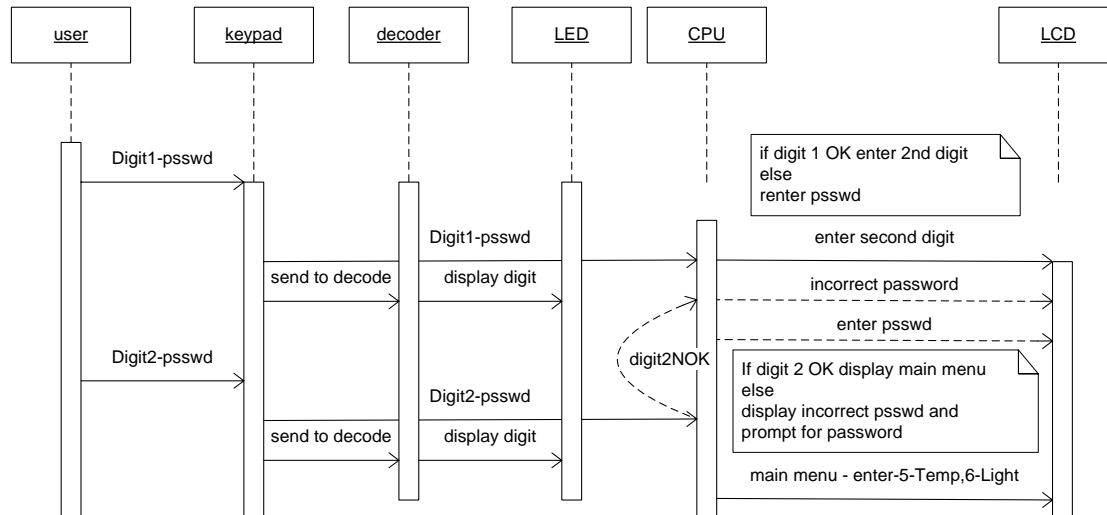 user
keypad
decoder
LED
CPU
LCD
Digit1-psswd
if digit 1 OK enter 2nd digit
else
renter psswd
Digit1-psswd
enter second digit
send to decode
display digit
incorrect password
enter psswd
Digit2-psswd
digit2NOK
If digit 2 OK display main menu
else
display incorrect psswd and
prompt for password
Digit2-psswd
send to decode
display digit
main menu - enter-5-Temp,6-Light